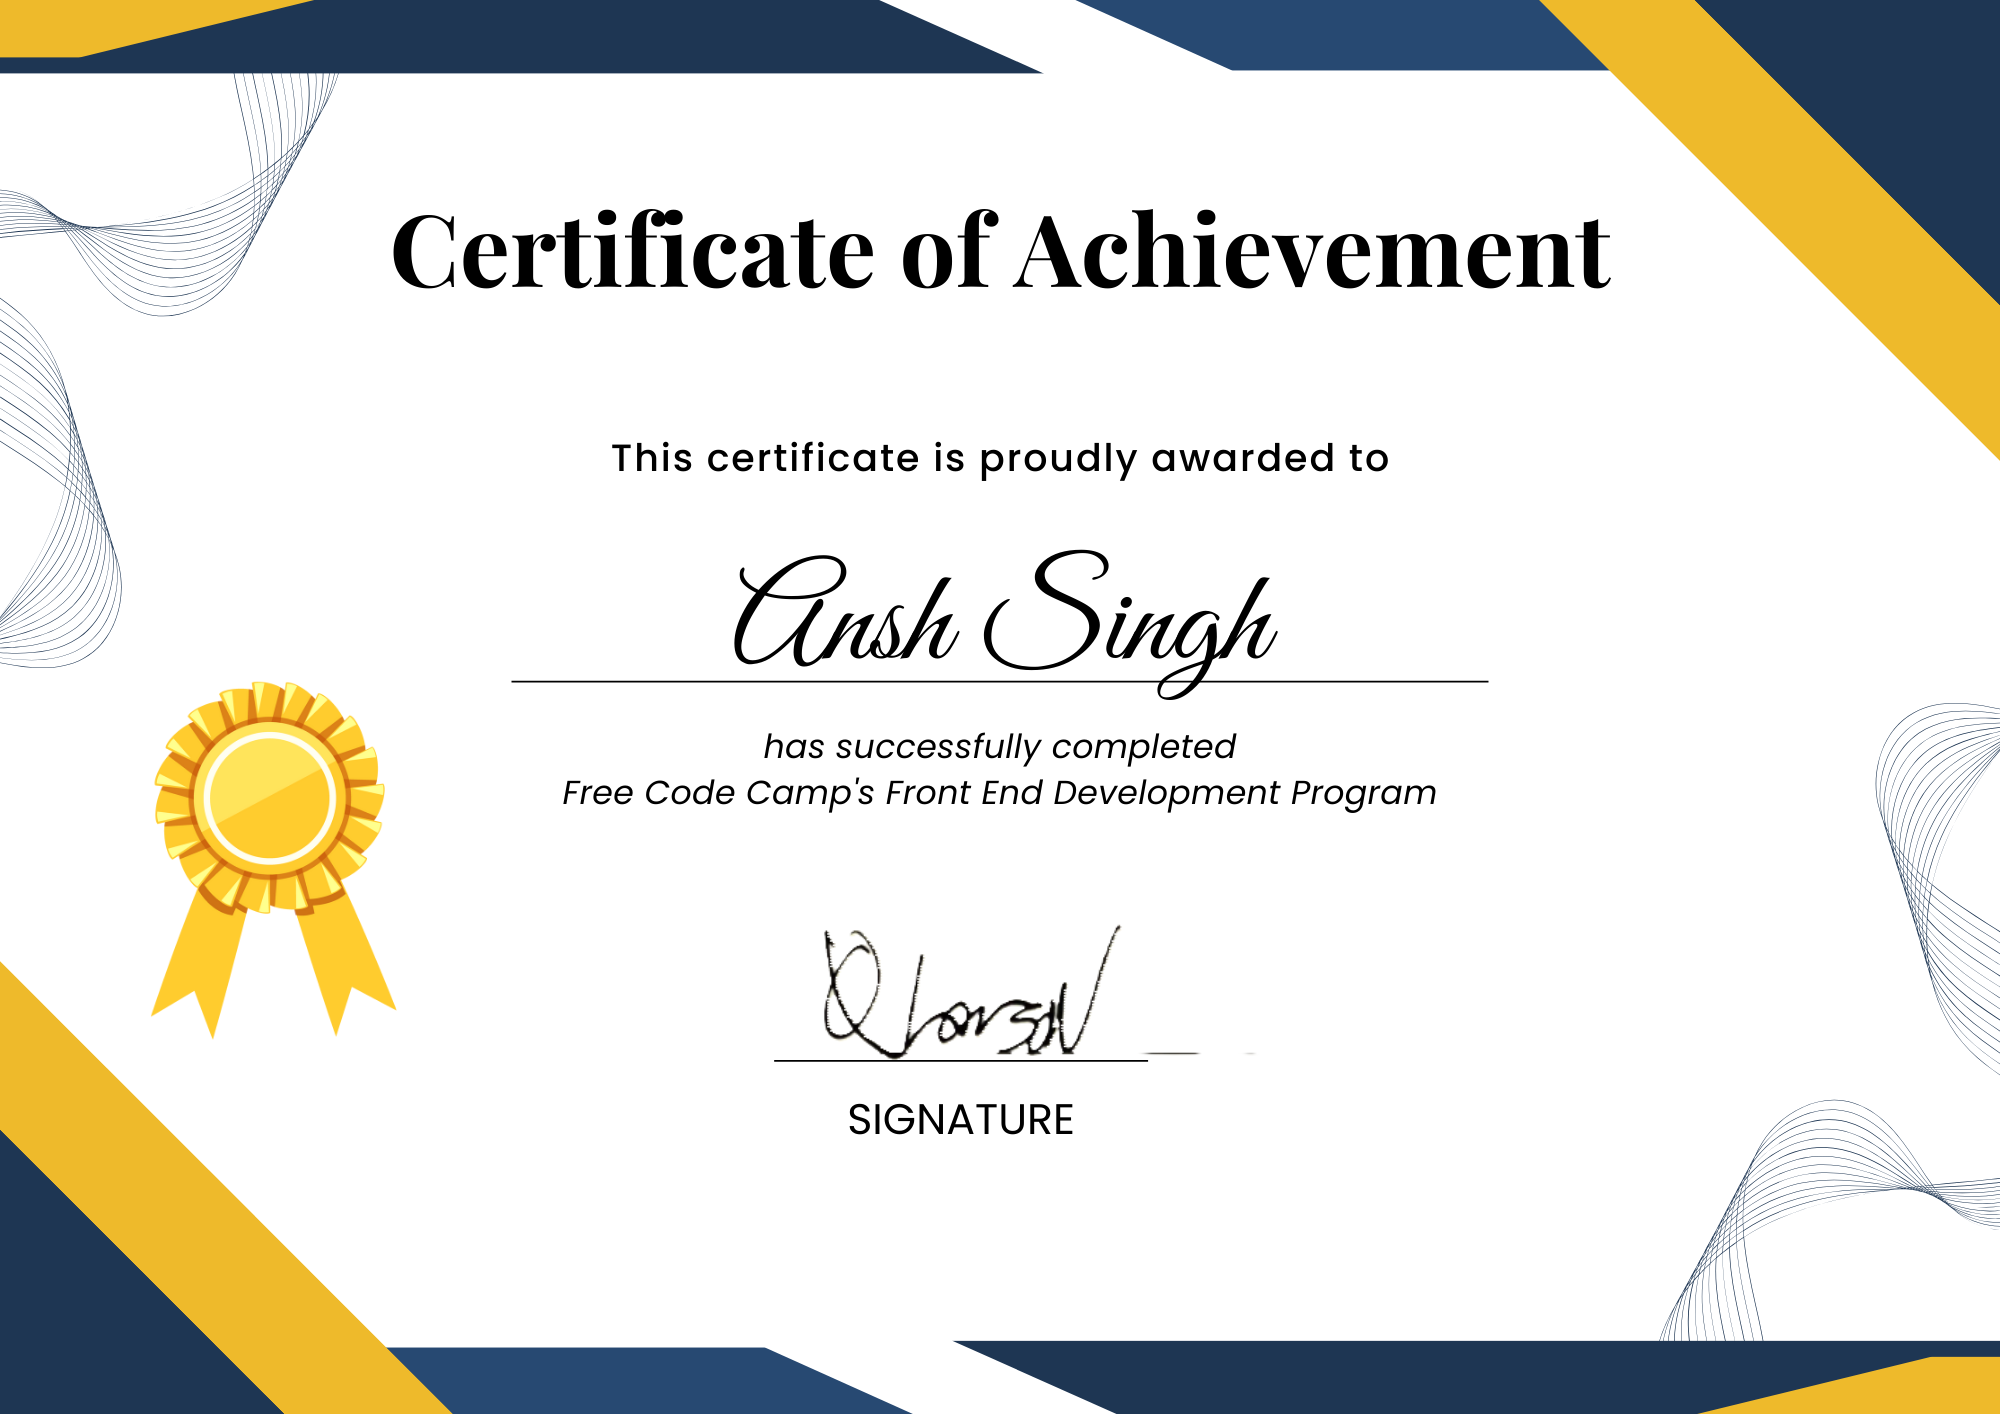 Certificate of Achievement
This certificate is proudly awarded to
Ansh Singh
has successfully completed
Free Code Camp's Front End Development Program
SIGNATURE